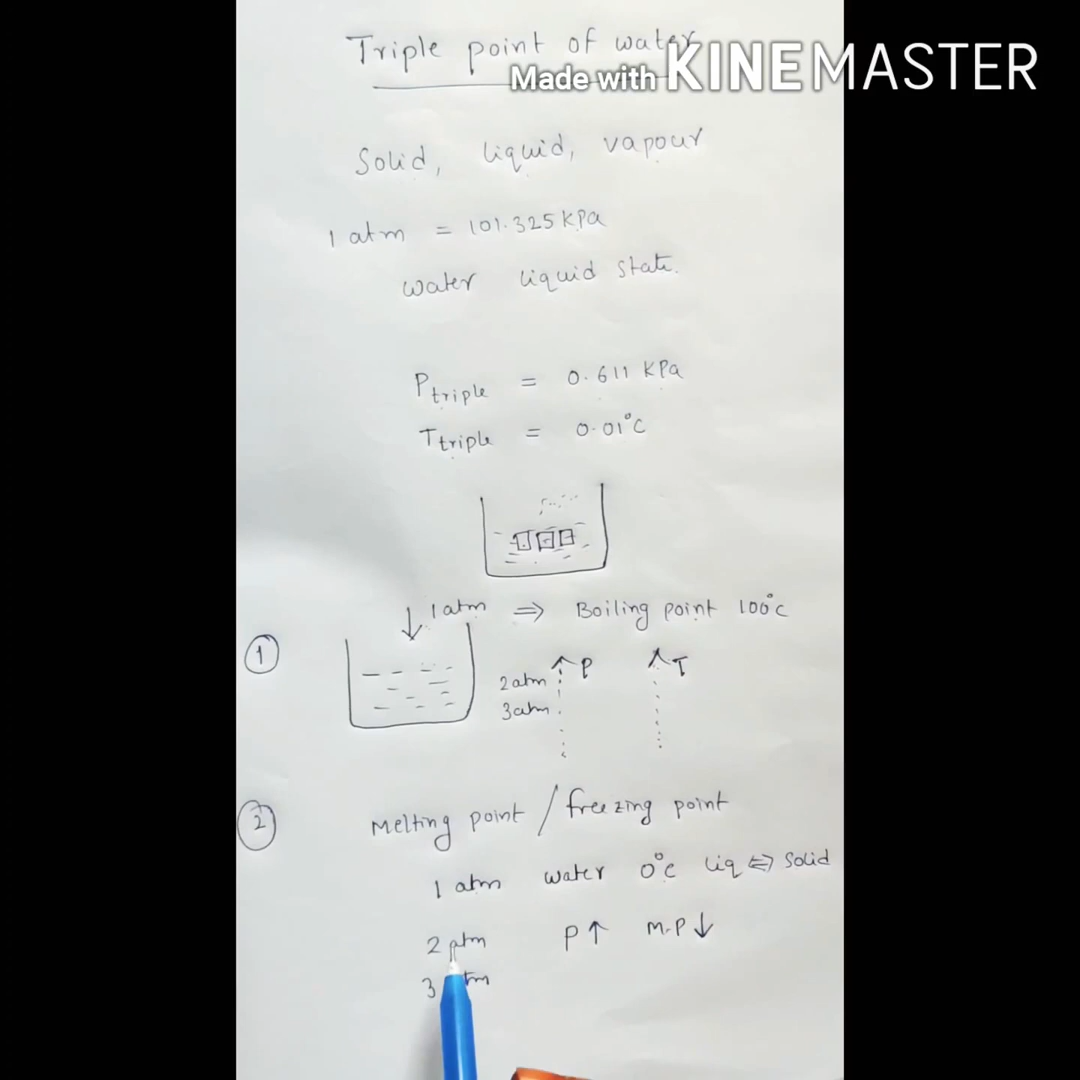 Triple point of water
Made with KINEMASTER
Solid, liquid, vapour
1 atm = 101.325 KPa
water liquid state.
Ptriple = 0.611 KPa
Ttriple = 0.01°C
↓ 1 atm ⇒ Boiling point 100°C
1
↑ P ↑ T
2 atm
3 atm
2
Melting point / freezing point
1 atm water 0°C liq ⇔ solid
2 atm P↑ M.P↓
3 atm